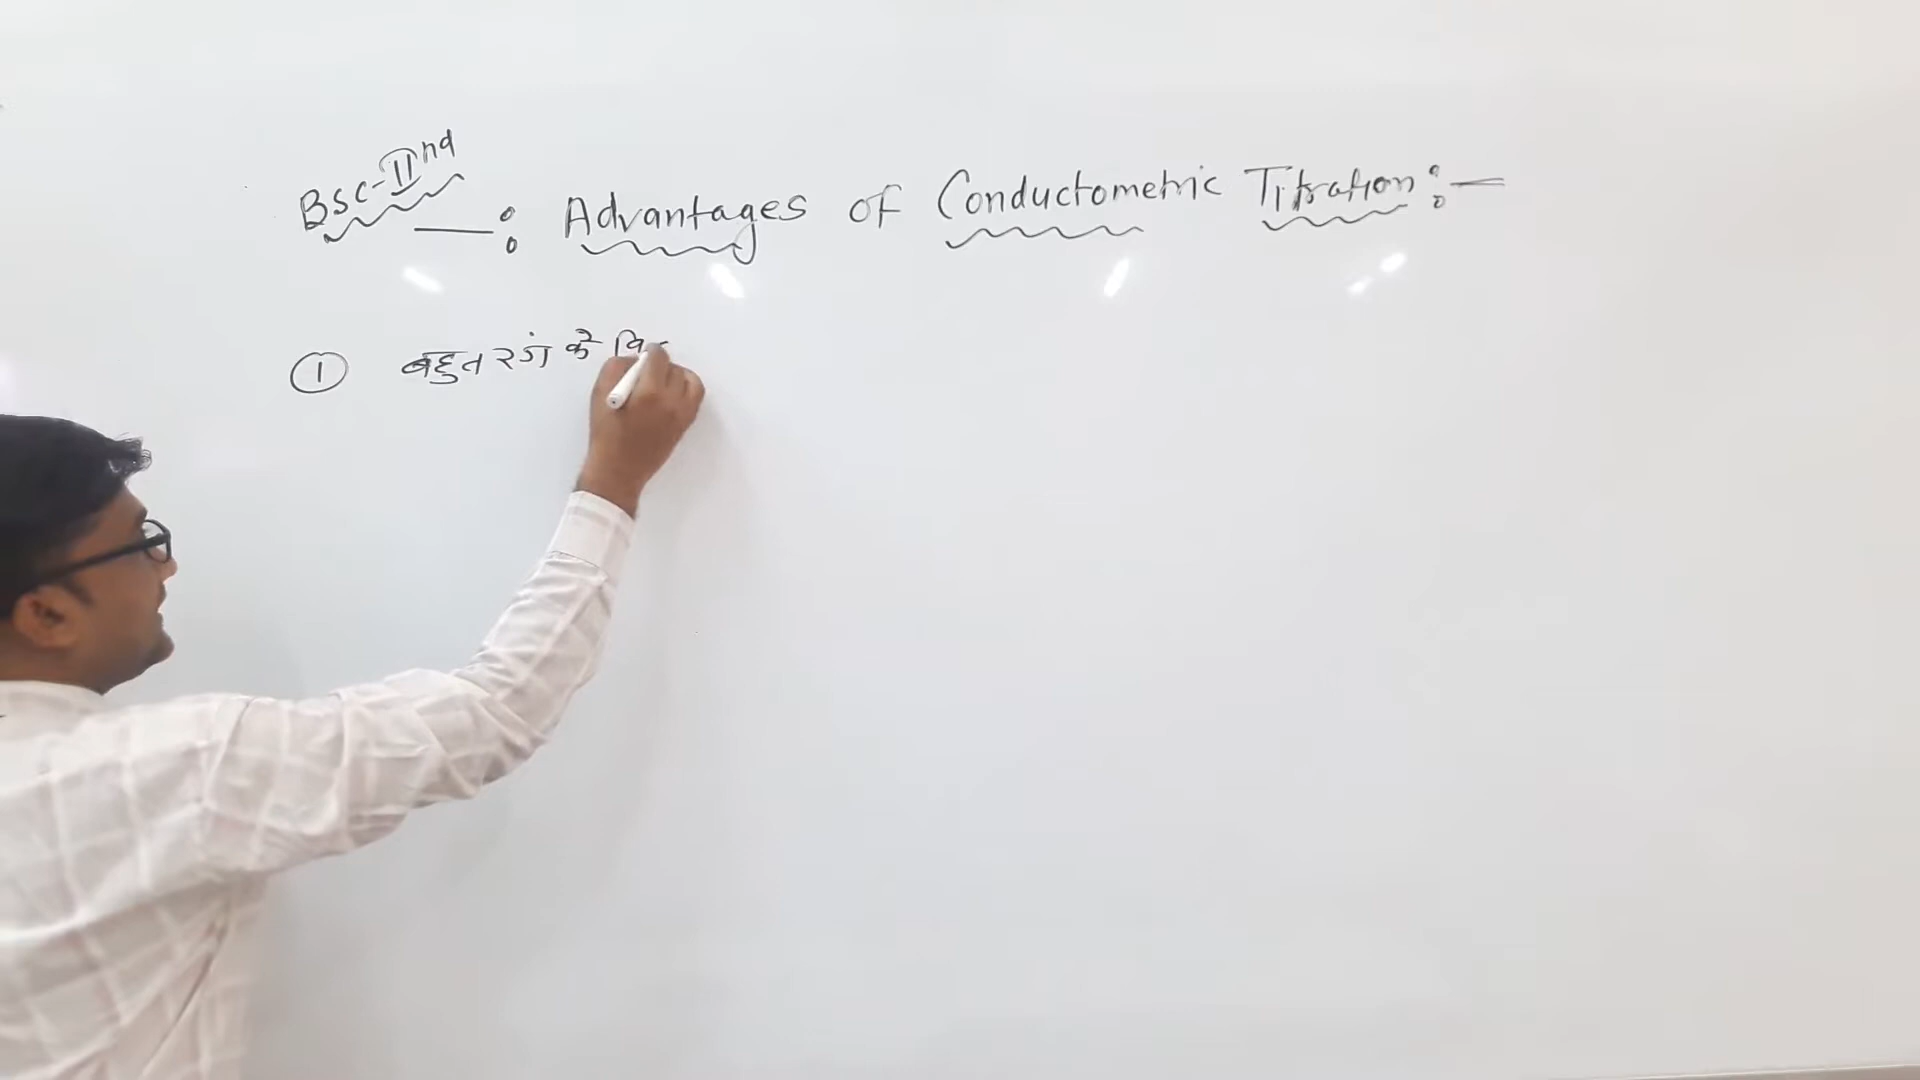 Bsc-IInd
—: Advantages of Conductometric Titration:—
① बहुत रंग के वि